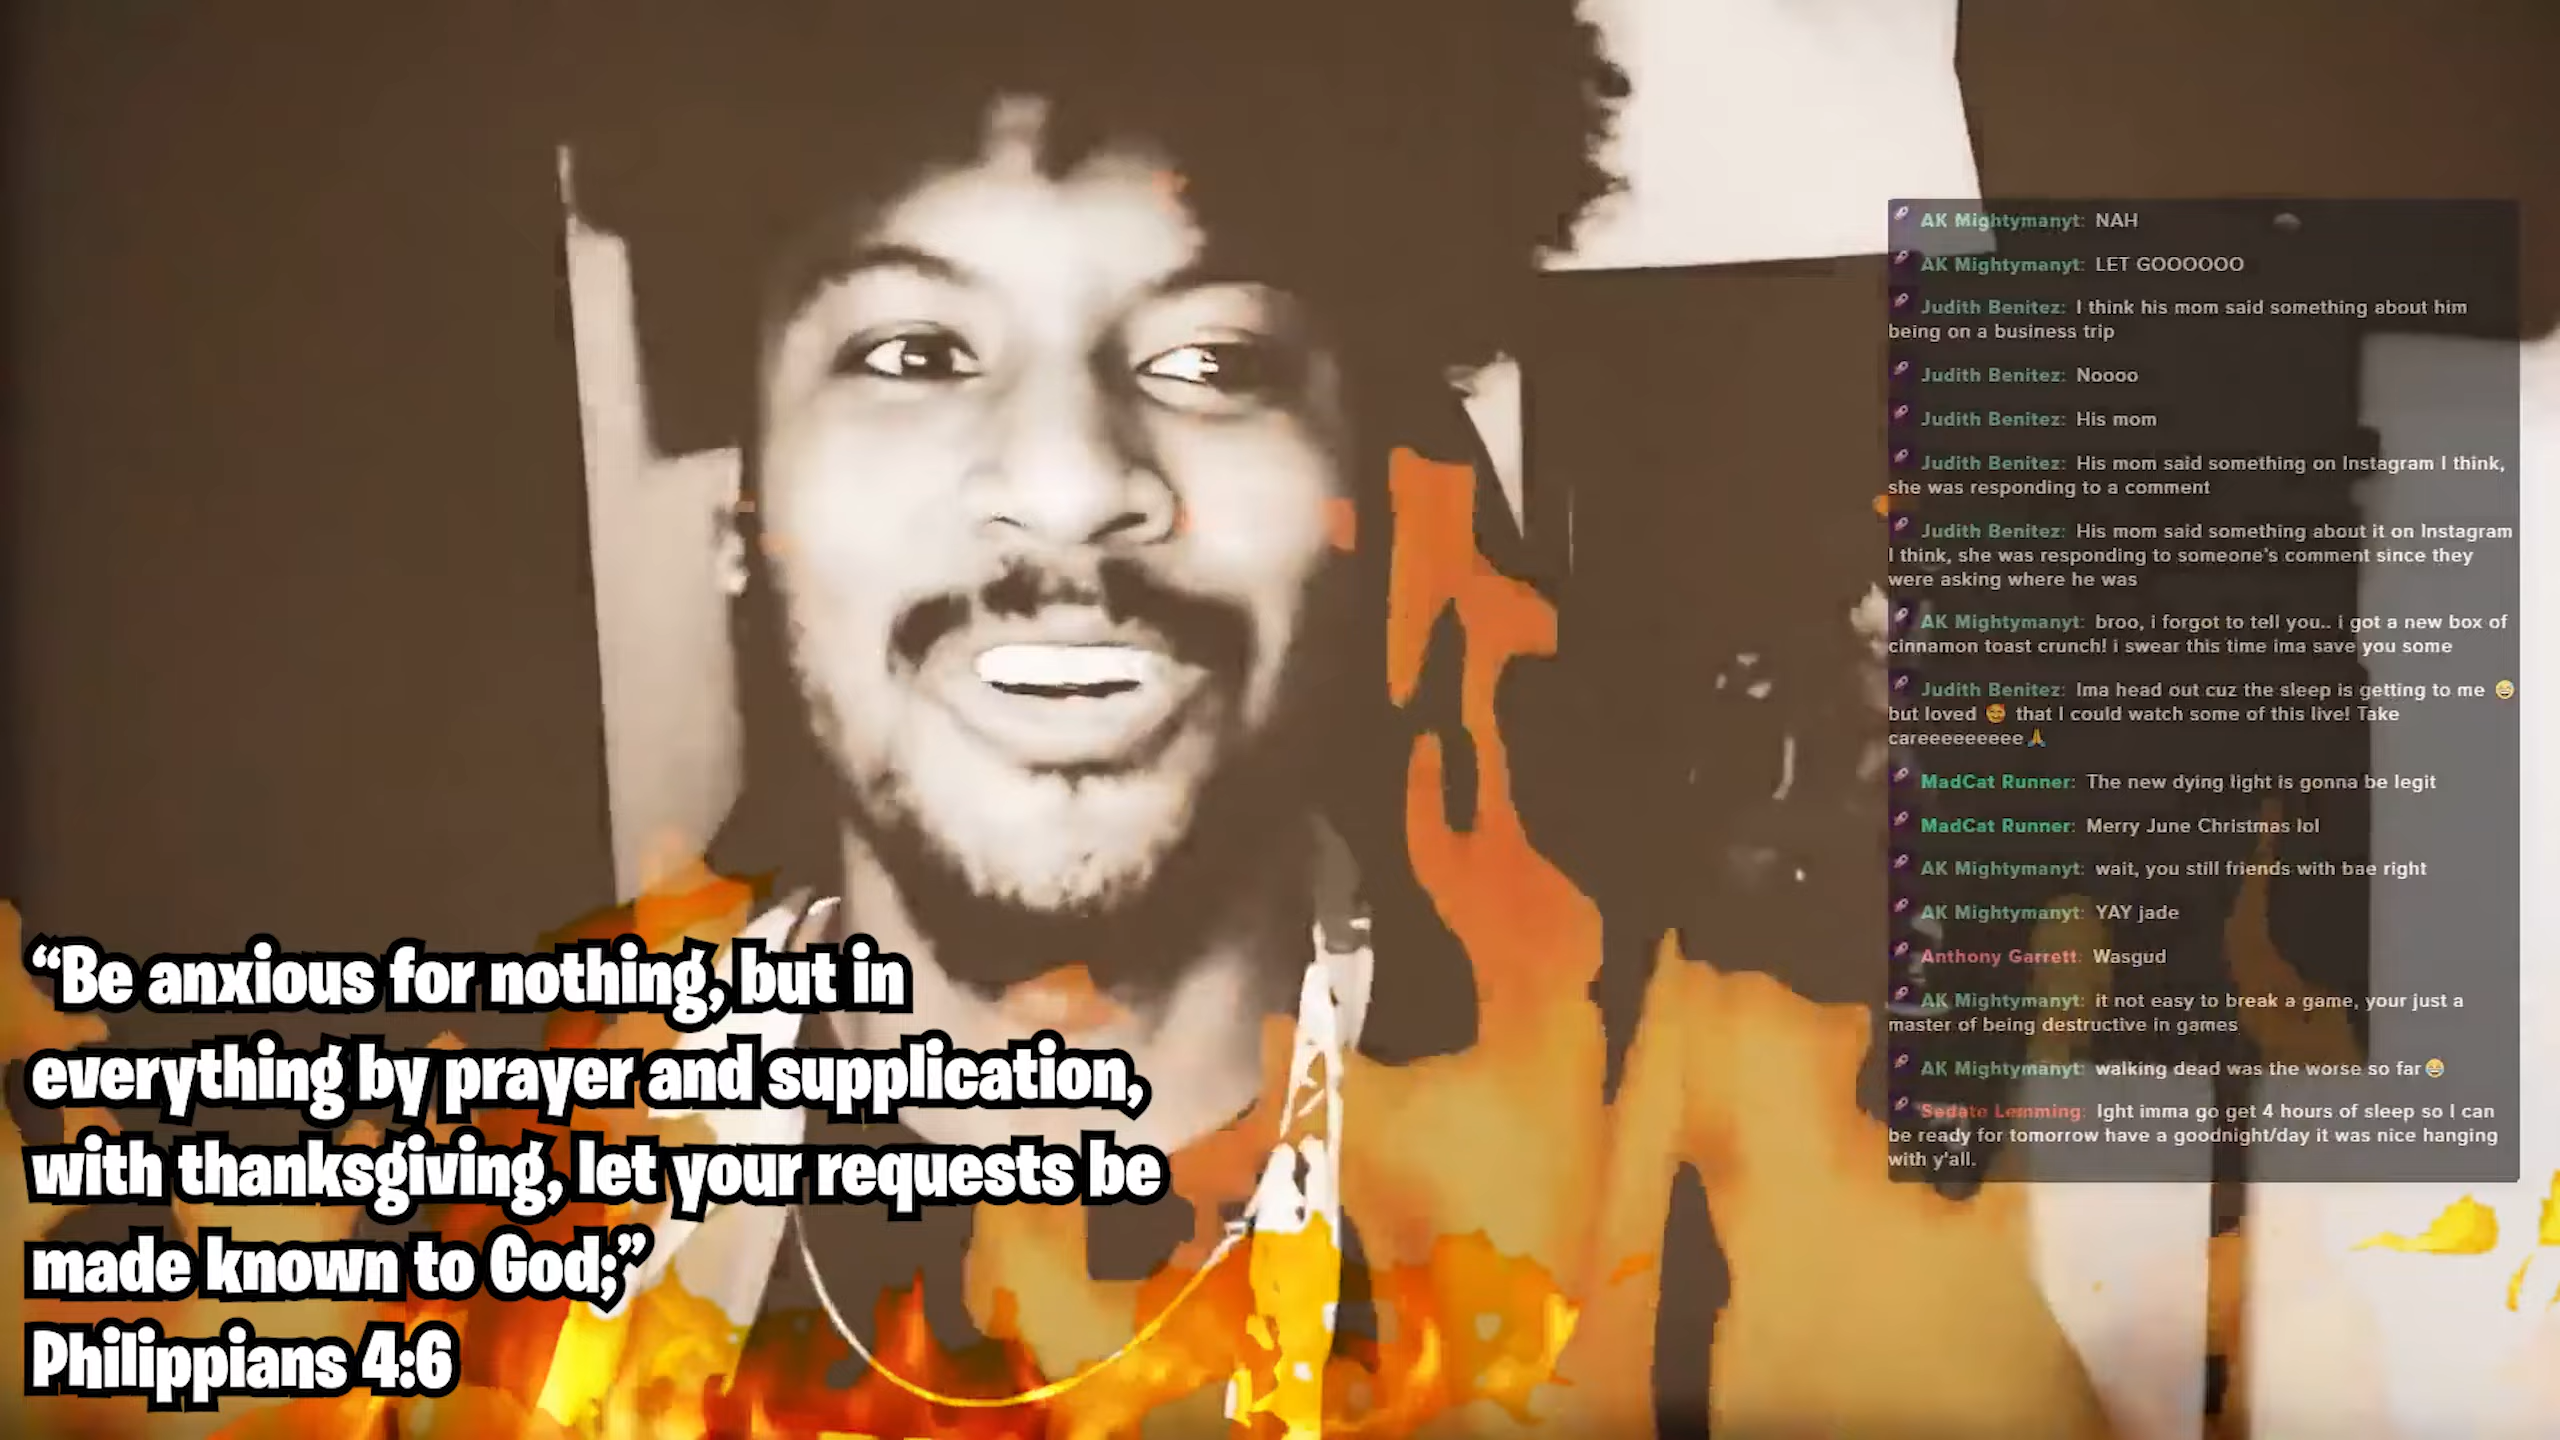 “Be anxious for nothing, but in
everything by prayer and supplication,
with thanksgiving, let your requests be
made known to God;”
Philippians 4:6
AK Mightymanyt: NAH
AK Mightymanyt: LET GOOOOOO
Judith Benitez: I think his mom said something about him
being on a business trip
Judith Benitez: Noooo
Judith Benitez: His mom
Judith Benitez: His mom said something on Instagram I think,
she was responding to a comment
Judith Benitez: His mom said something about it on Instagram
I think, she was responding to someone's comment since they
were asking where he was
AK Mightymanyt: broo, i forgot to tell you.. i got a new box of
cinnamon toast crunch! i swear this time ima save you some
Judith Benitez: Ima head out cuz the sleep is getting to me 😅
but loved 🥰 that I could watch some of this live! Take
careeeeeeeee🙏
MadCat Runner: The new dying light is gonna be legit
MadCat Runner: Merry June Christmas lol
AK Mightymanyt: wait, you still friends with bae right
AK Mightymanyt: YAY jade
Anthony Garrett: Wasgud
AK Mightymanyt: it not easy to break a game, your just a
master of being destructive in games
AK Mightymanyt: walking dead was the worse so far😂
Sedate Lemming: Ight imma go get 4 hours of sleep so I can
be ready for tomorrow have a goodnight/day it was nice hanging
with y'all.